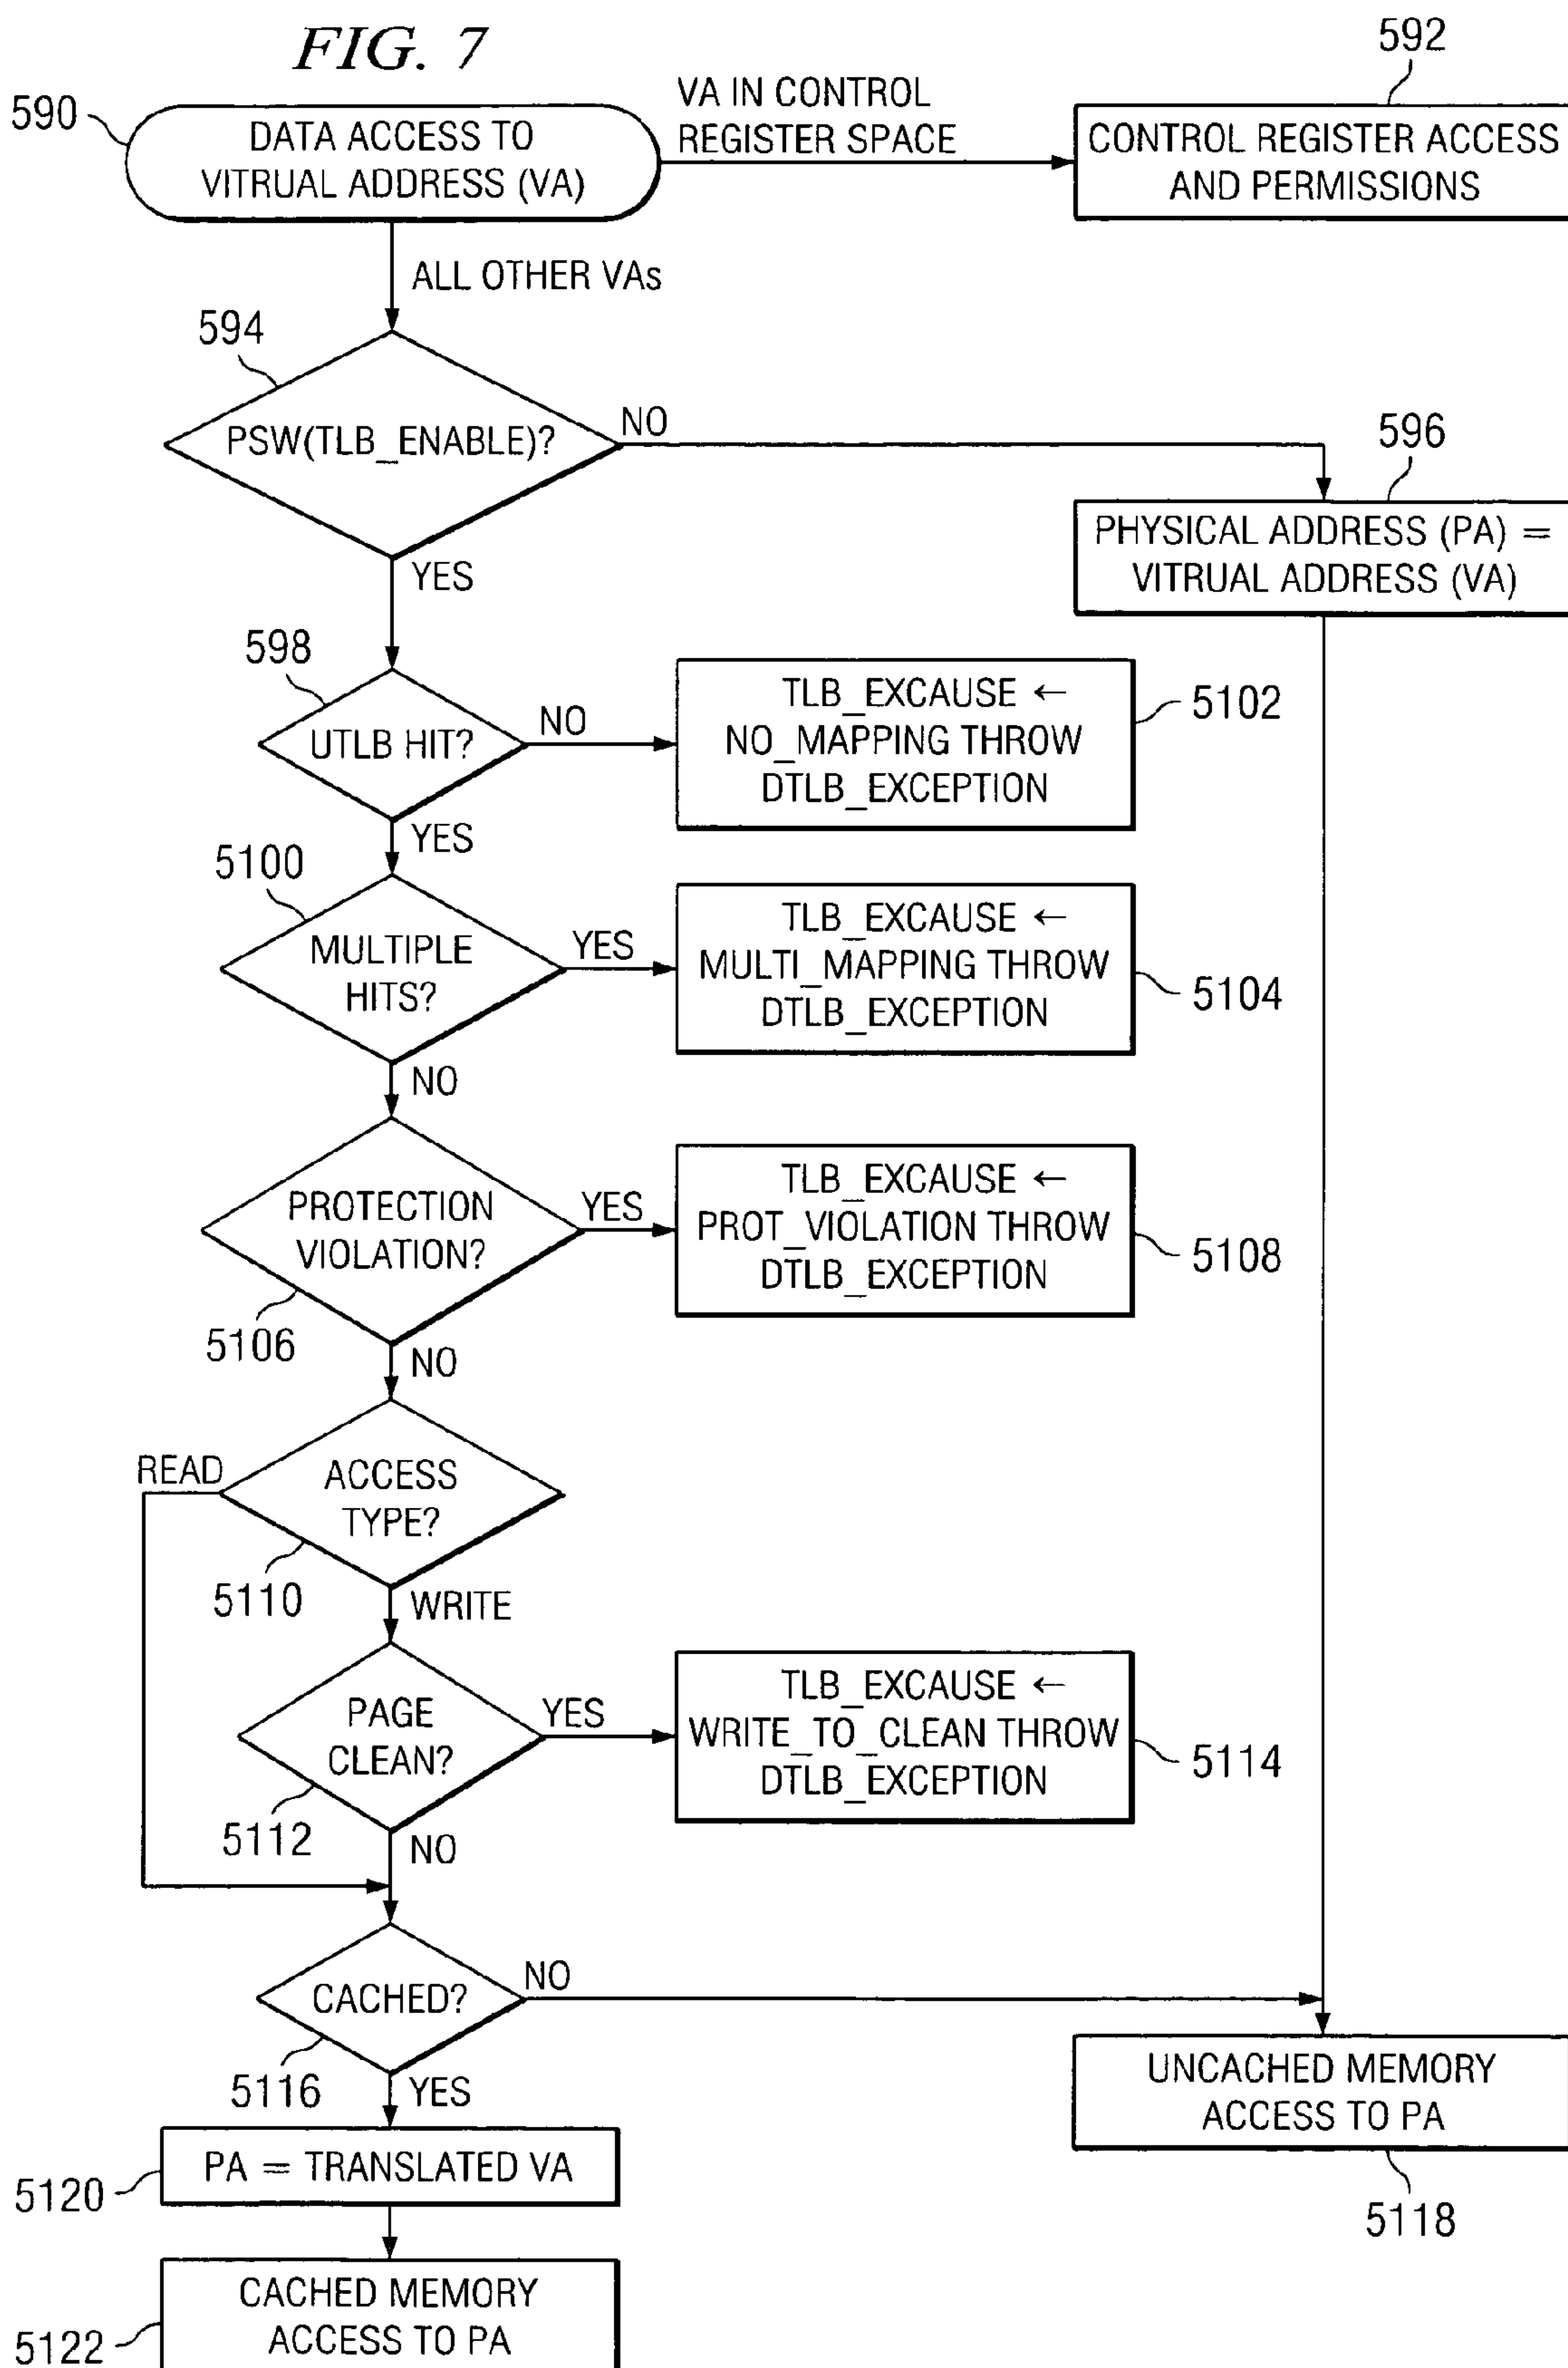 FIG. 7
592
590
DATA ACCESS TO
VITRUAL ADDRESS (VA)
VA IN CONTROL
REGISTER SPACE
CONTROL REGISTER ACCESS
AND PERMISSIONS
ALL OTHER VAs
594
PSW(TLB_ENABLE)?
NO
596
PHYSICAL ADDRESS (PA) =
VITRUAL ADDRESS (VA)
YES
598
UTLB HIT?
NO
TLB_EXCAUSE ←
NO_MAPPING THROW
DTLB_EXCEPTION
5102
YES
5100
MULTIPLE
HITS?
YES
TLB_EXCAUSE ←
MULTI_MAPPING THROW
DTLB_EXCEPTION
5104
NO
PROTECTION
VIOLATION?
YES
TLB_EXCAUSE ←
PROT_VIOLATION THROW
DTLB_EXCEPTION
5108
5106
NO
READ
ACCESS
TYPE?
5110
WRITE
PAGE
CLEAN?
YES
TLB_EXCAUSE ←
WRITE_TO_CLEAN THROW
DTLB_EXCEPTION
5114
5112
NO
CACHED?
NO
5116
YES
UNCACHED MEMORY
ACCESS TO PA
5118
PA = TRANSLATED VA
5120
CACHED MEMORY
ACCESS TO PA
5122